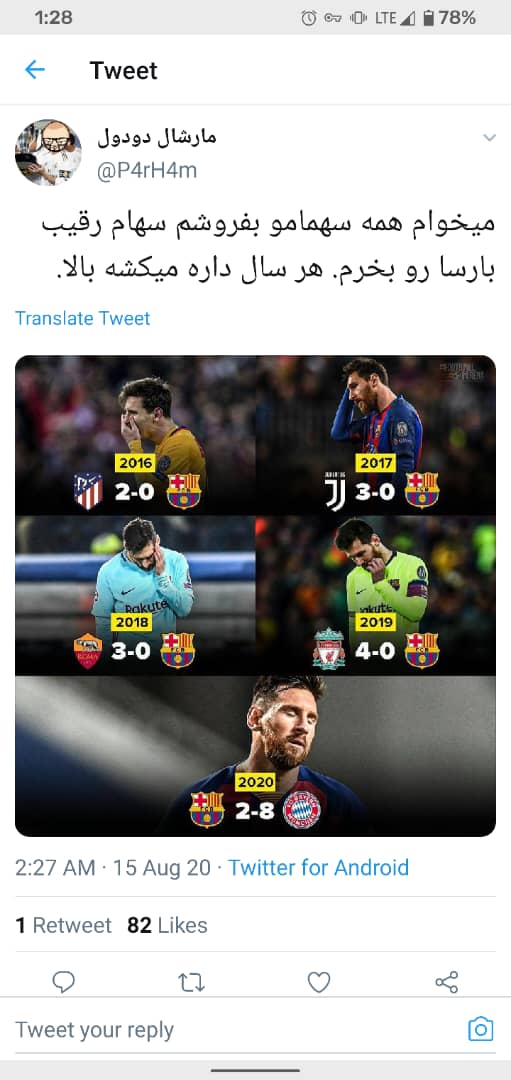 1:28
LTE
78%
Tweet
مارشال دودول
@P4rH4m
میخوام همه سهمامو بفروشم سهام رقیب
بارسا رو بخرم. هر سال داره میکشه بالا.
Translate Tweet
2016
2-0
2017
3-0
Rakuten
2018
3-0
2019
4-0
2020
2-8
2:27 AM · 15 Aug 20 · Twitter for Android
1 Retweet 82 Likes
Tweet your reply